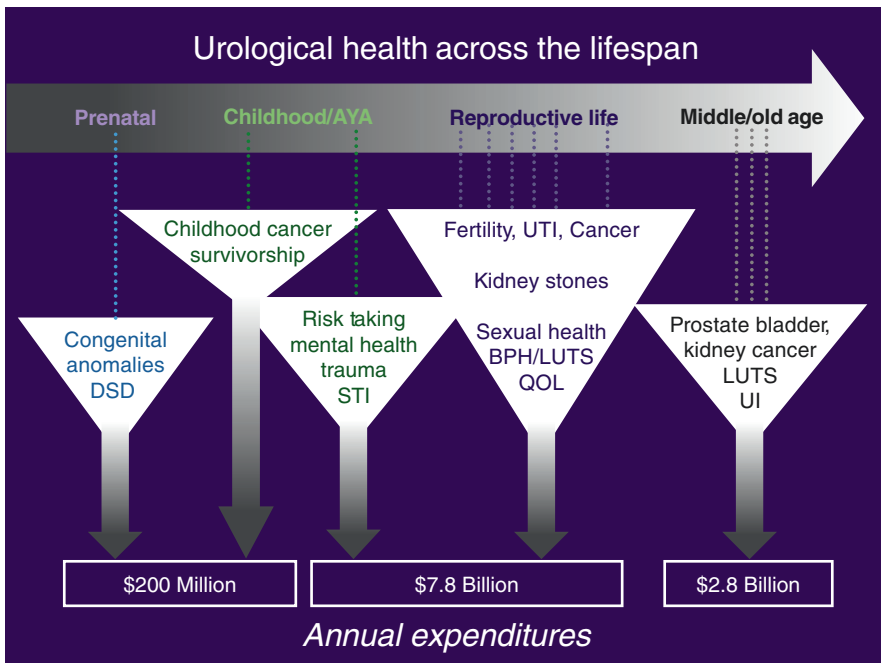 Urological health across the lifespan
Prenatal
Childhood/AYA
Reproductive life
Middle/old age
Congenital
anomalies
DSD
Childhood cancer
survivorship
Risk taking
mental health
trauma
STI
Fertility, UTI, Cancer
Kidney stones
Sexual health
BPH/LUTS
QOL
Prostate bladder,
kidney cancer
LUTS
UI
$200 Million
$7.8 Billion
$2.8 Billion
Annual expenditures